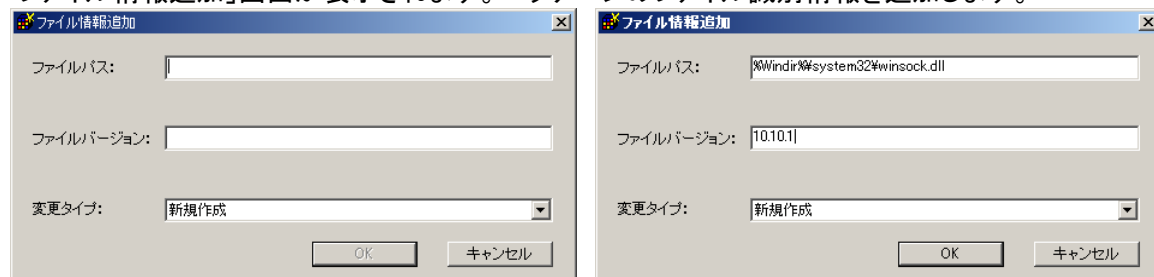 ファイル情報追加
ファイルパス:
ファイルバージョン:
変更タイプ: 新規作成
OK キャンセル
ファイル情報追加
ファイルパス: %Windir%¥system32¥winsock.dll
ファイルバージョン: 10.10.1
変更タイプ: 新規作成
OK キャンセル